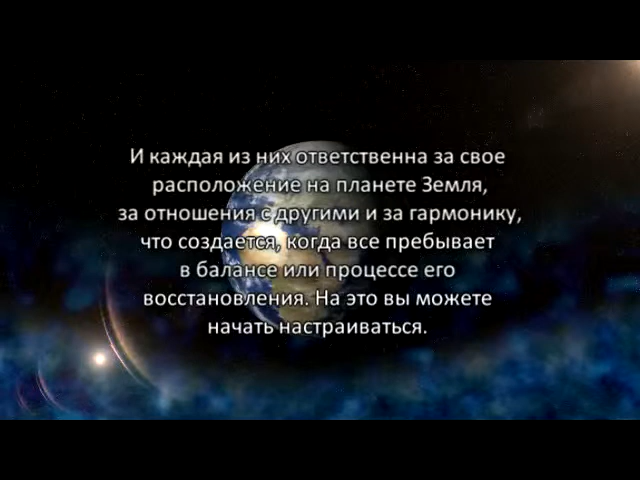 И каждая из них ответственна за свое
расположение на планете Земля,
за отношения с другими и за гармонику,
что создается, когда все пребывает
в балансе или процессе его
восстановления. На это вы можете
начать настраиваться.